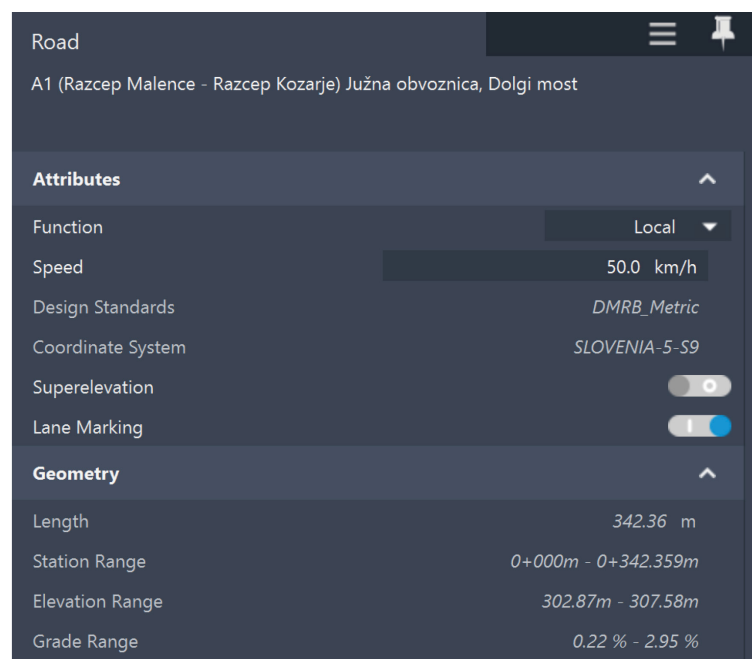 Road
A1 (Razcep Malence - Razcep Kozarje) Južna obvoznica, Dolgi most
Attributes
Function Local
Speed 50.0 km/h
Design Standards DMRB_Metric
Coordinate System SLOVENIA-5-S9
Superelevation
Lane Marking
Geometry
Length 342.36 m
Station Range 0+000m - 0+342.359m
Elevation Range 302.87m - 307.58m
Grade Range 0.22 % - 2.95 %